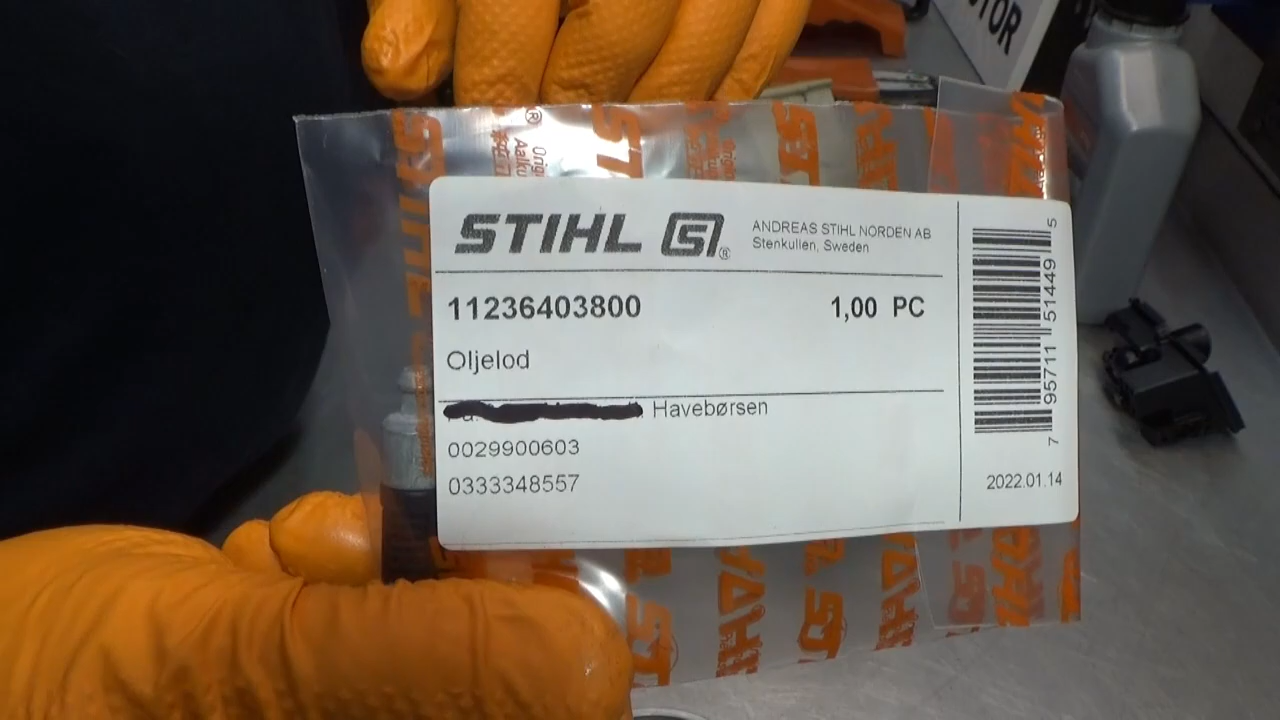 TOR
STIHL
ANDREAS STIHL NORDEN AB
Stenkullen, Sweden
11236403800
1,00 PC
Oljelod
Havebørsen
0029900603
0333348557
7 95711 51449 5
2022.01.14